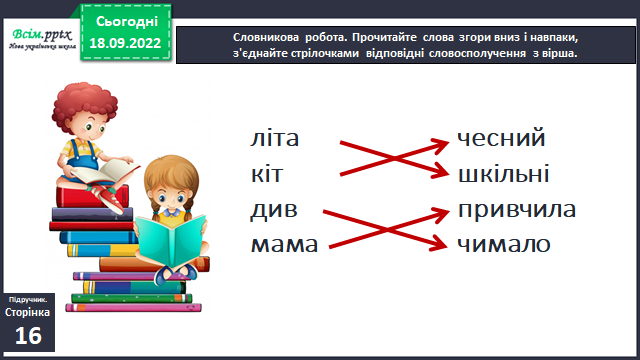 Всім.pptx
Нова українська школа
Сьогодні
18.09.2022
Словникова робота. Прочитайте слова згори вниз і навпаки,
з'єднайте стрілочками відповідні словосполучення з вірша.
літа чесний
кіт шкільні
див привчила
мама чимало
Підручник.
Сторінка
16